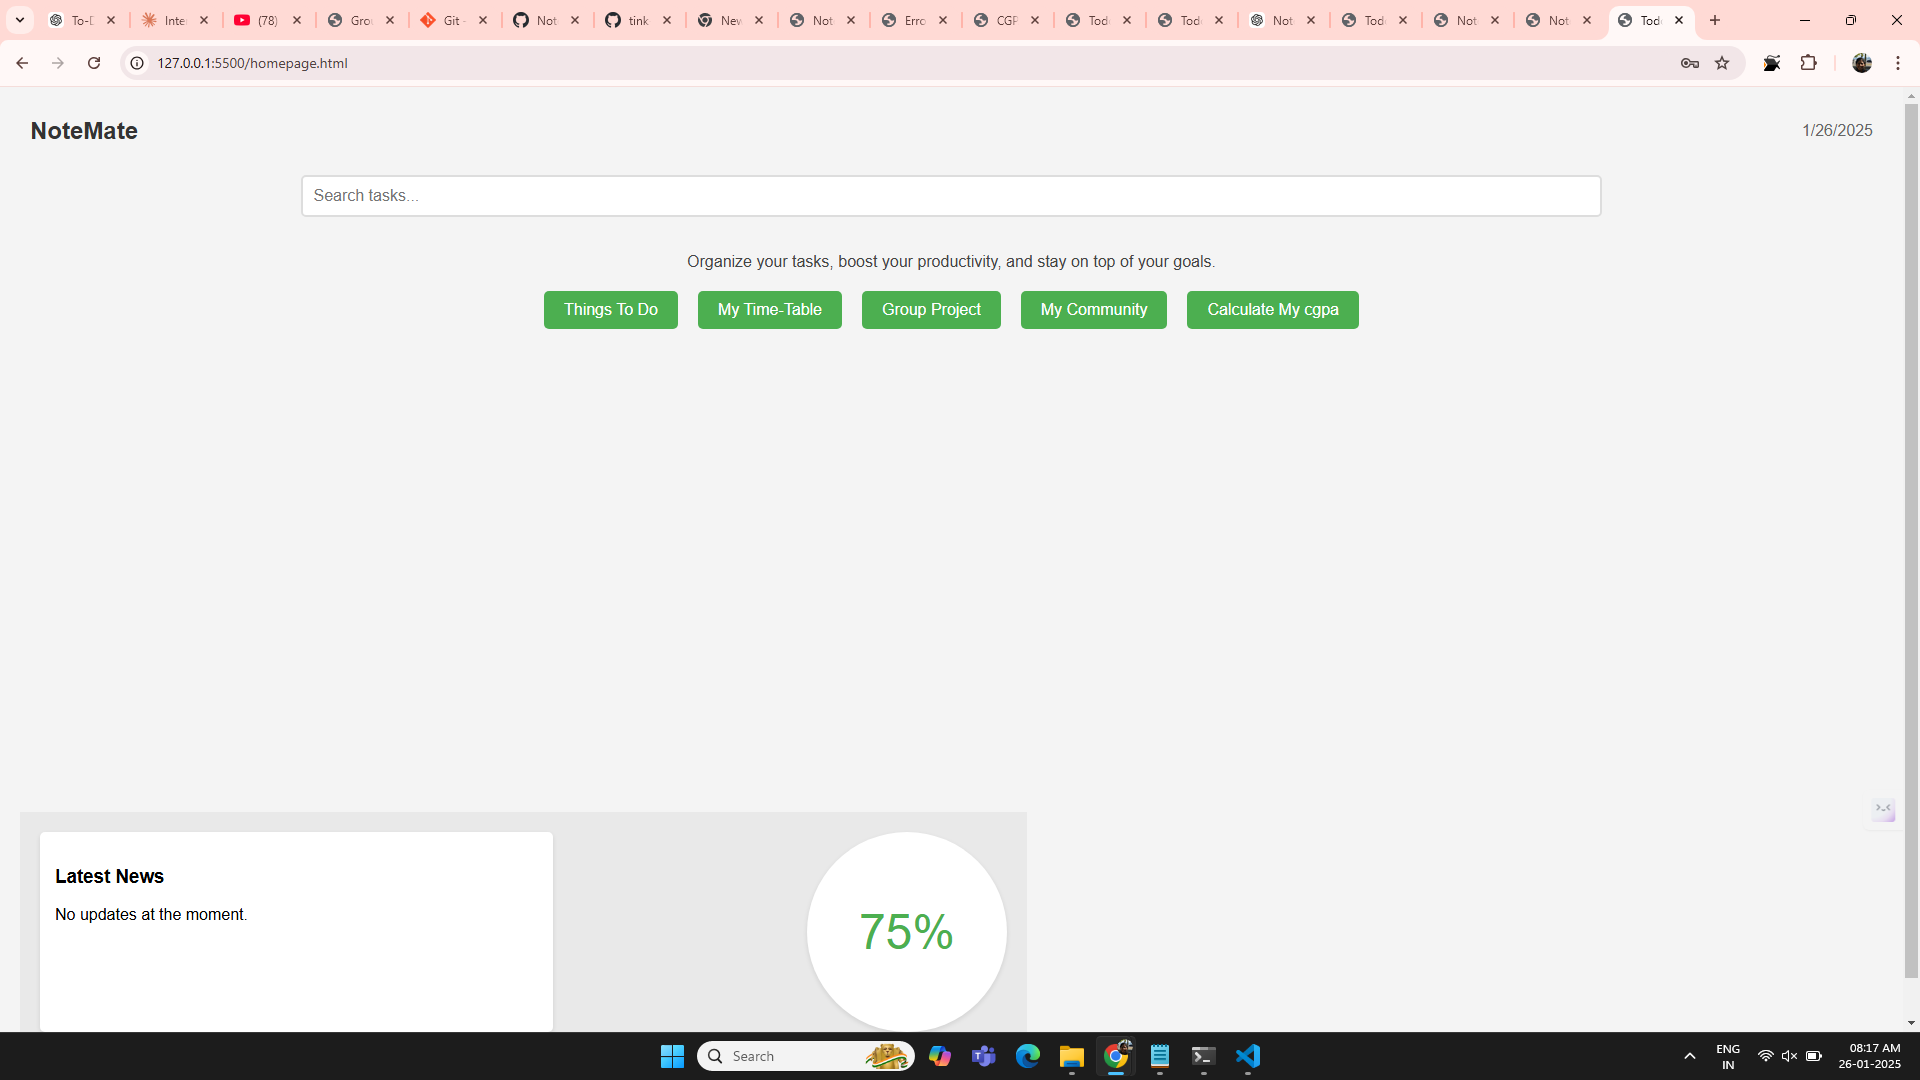 To-D
Inte
(78)
Gro
Git -
Not
tink
New
Not
Erro
CGP
Tod
Tod
Not
Tod
Not
Not
Tod
127.0.0.1:5500/homepage.html
NoteMate
1/26/2025
Search tasks...
Organize your tasks, boost your productivity, and stay on top of your goals.
Things To Do
My Time-Table
Group Project
My Community
Calculate My cgpa
Latest News
No updates at the moment.
75%
Search
ENG
IN
08:17 AM
26-01-2025